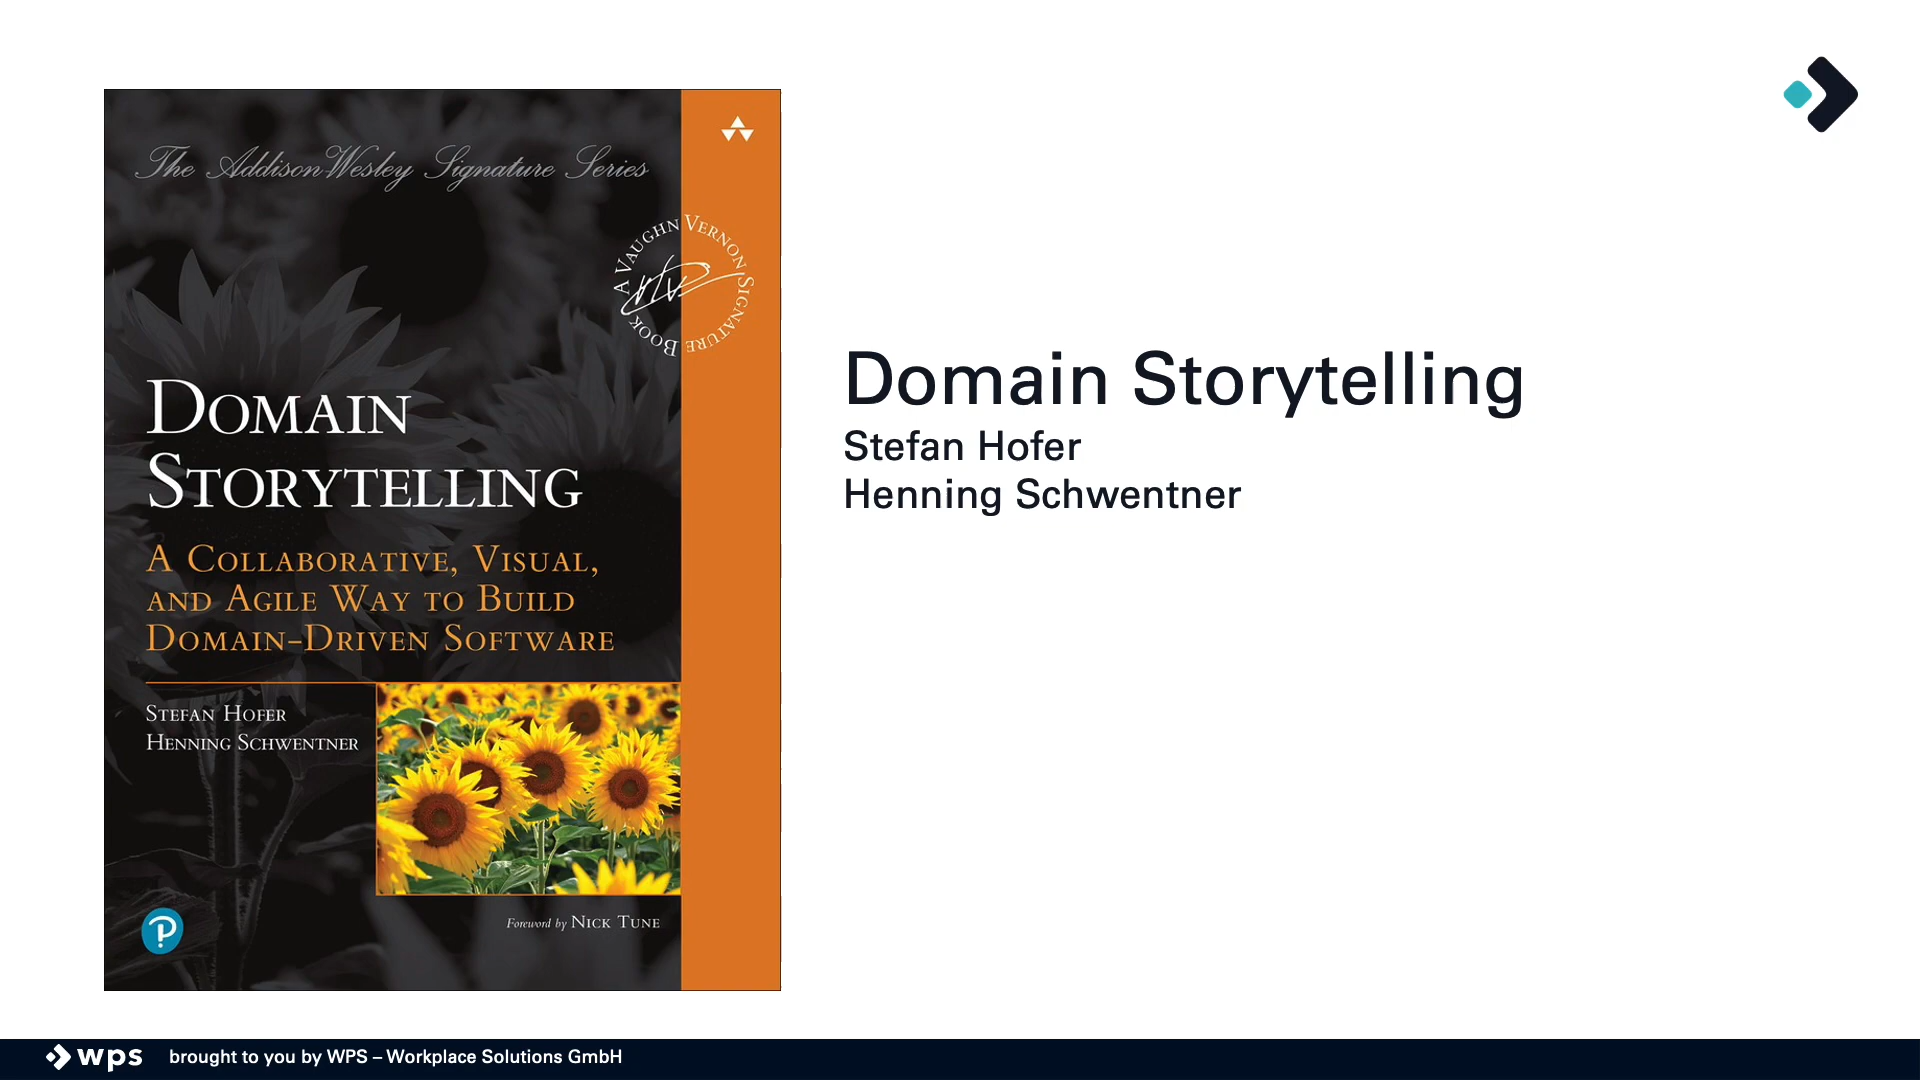 The Addison-Wesley Signature Series
A VAUGHN VERNON SIGNATURE BOOK
DOMAIN
STORYTELLING
A COLLABORATIVE, VISUAL,
AND AGILE WAY TO BUILD
DOMAIN-DRIVEN SOFTWARE
STEFAN HOFER
HENNING SCHWENTNER
Foreword by NICK TUNE
P
Domain Storytelling
Stefan Hofer
Henning Schwentner
wps brought to you by WPS – Workplace Solutions GmbH